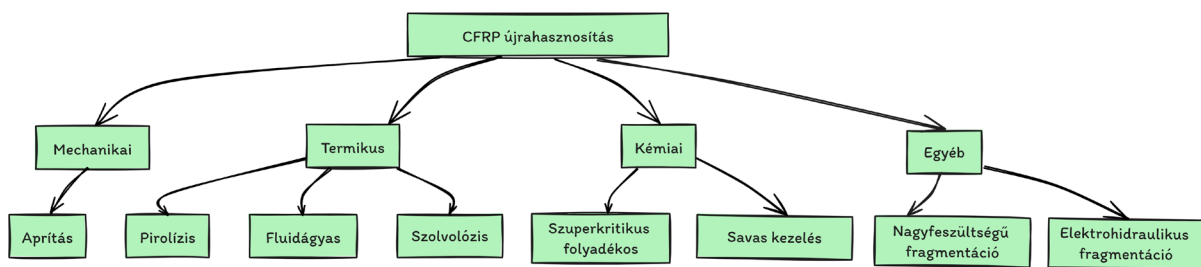 CFRP újrahasznosítás
Mechanikai
Termikus
Kémiai
Egyéb
Aprítás
Pirolízis
Fluidágyas
Szolvolózis
Szuperkritikus
folyadékos
Savas kezelés
Nagyfeszültségű
fragmentáció
Elektrohidraulikus
fragmentáció